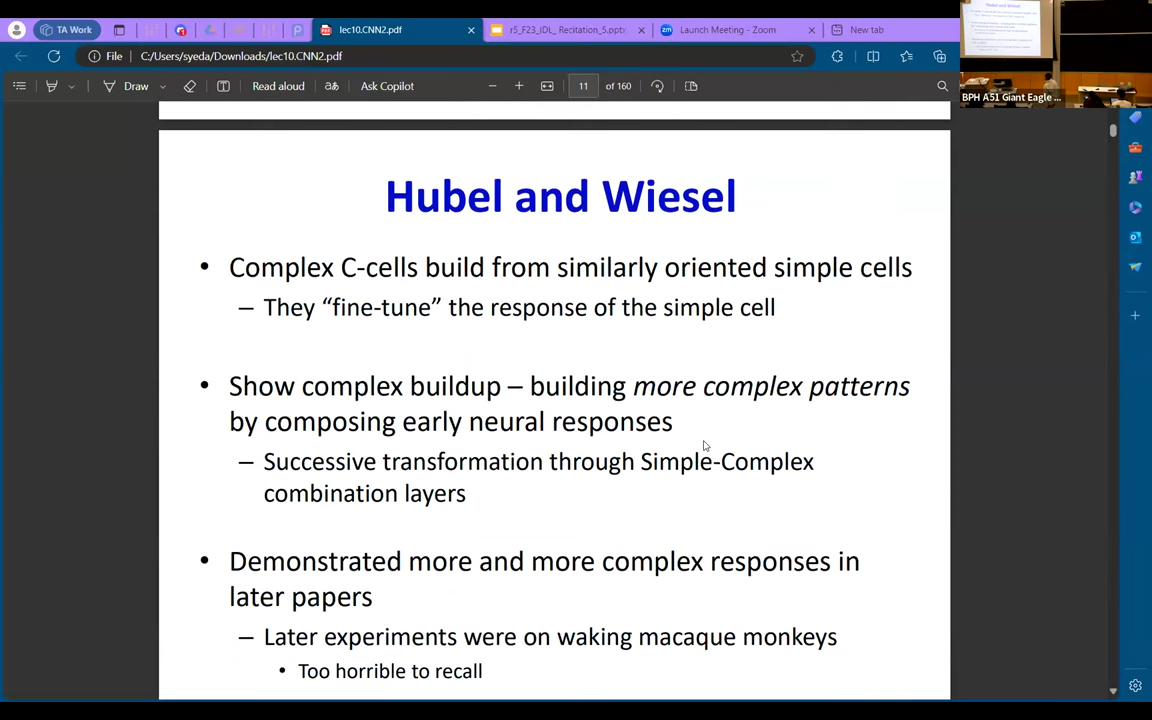 TA Work
lec10.CNN2.pdf
r5_F23_IDL_ Recitation_5.pptx
Launch Meeting - Zoom
New tab
File
C:/Users/syeda/Downloads/lec10.CNN2.pdf
Draw
Read aloud
Ask Copilot
11
of 160
BPH A51 Giant Eagle ...
Hubel and Wiesel
• Complex C-cells build from similarly oriented simple cells
– They “fine-tune” the response of the simple cell
• Show complex buildup – building more complex patterns
by composing early neural responses
– Successive transformation through Simple-Complex
combination layers
• Demonstrated more and more complex responses in
later papers
– Later experiments were on waking macaque monkeys
• Too horrible to recall